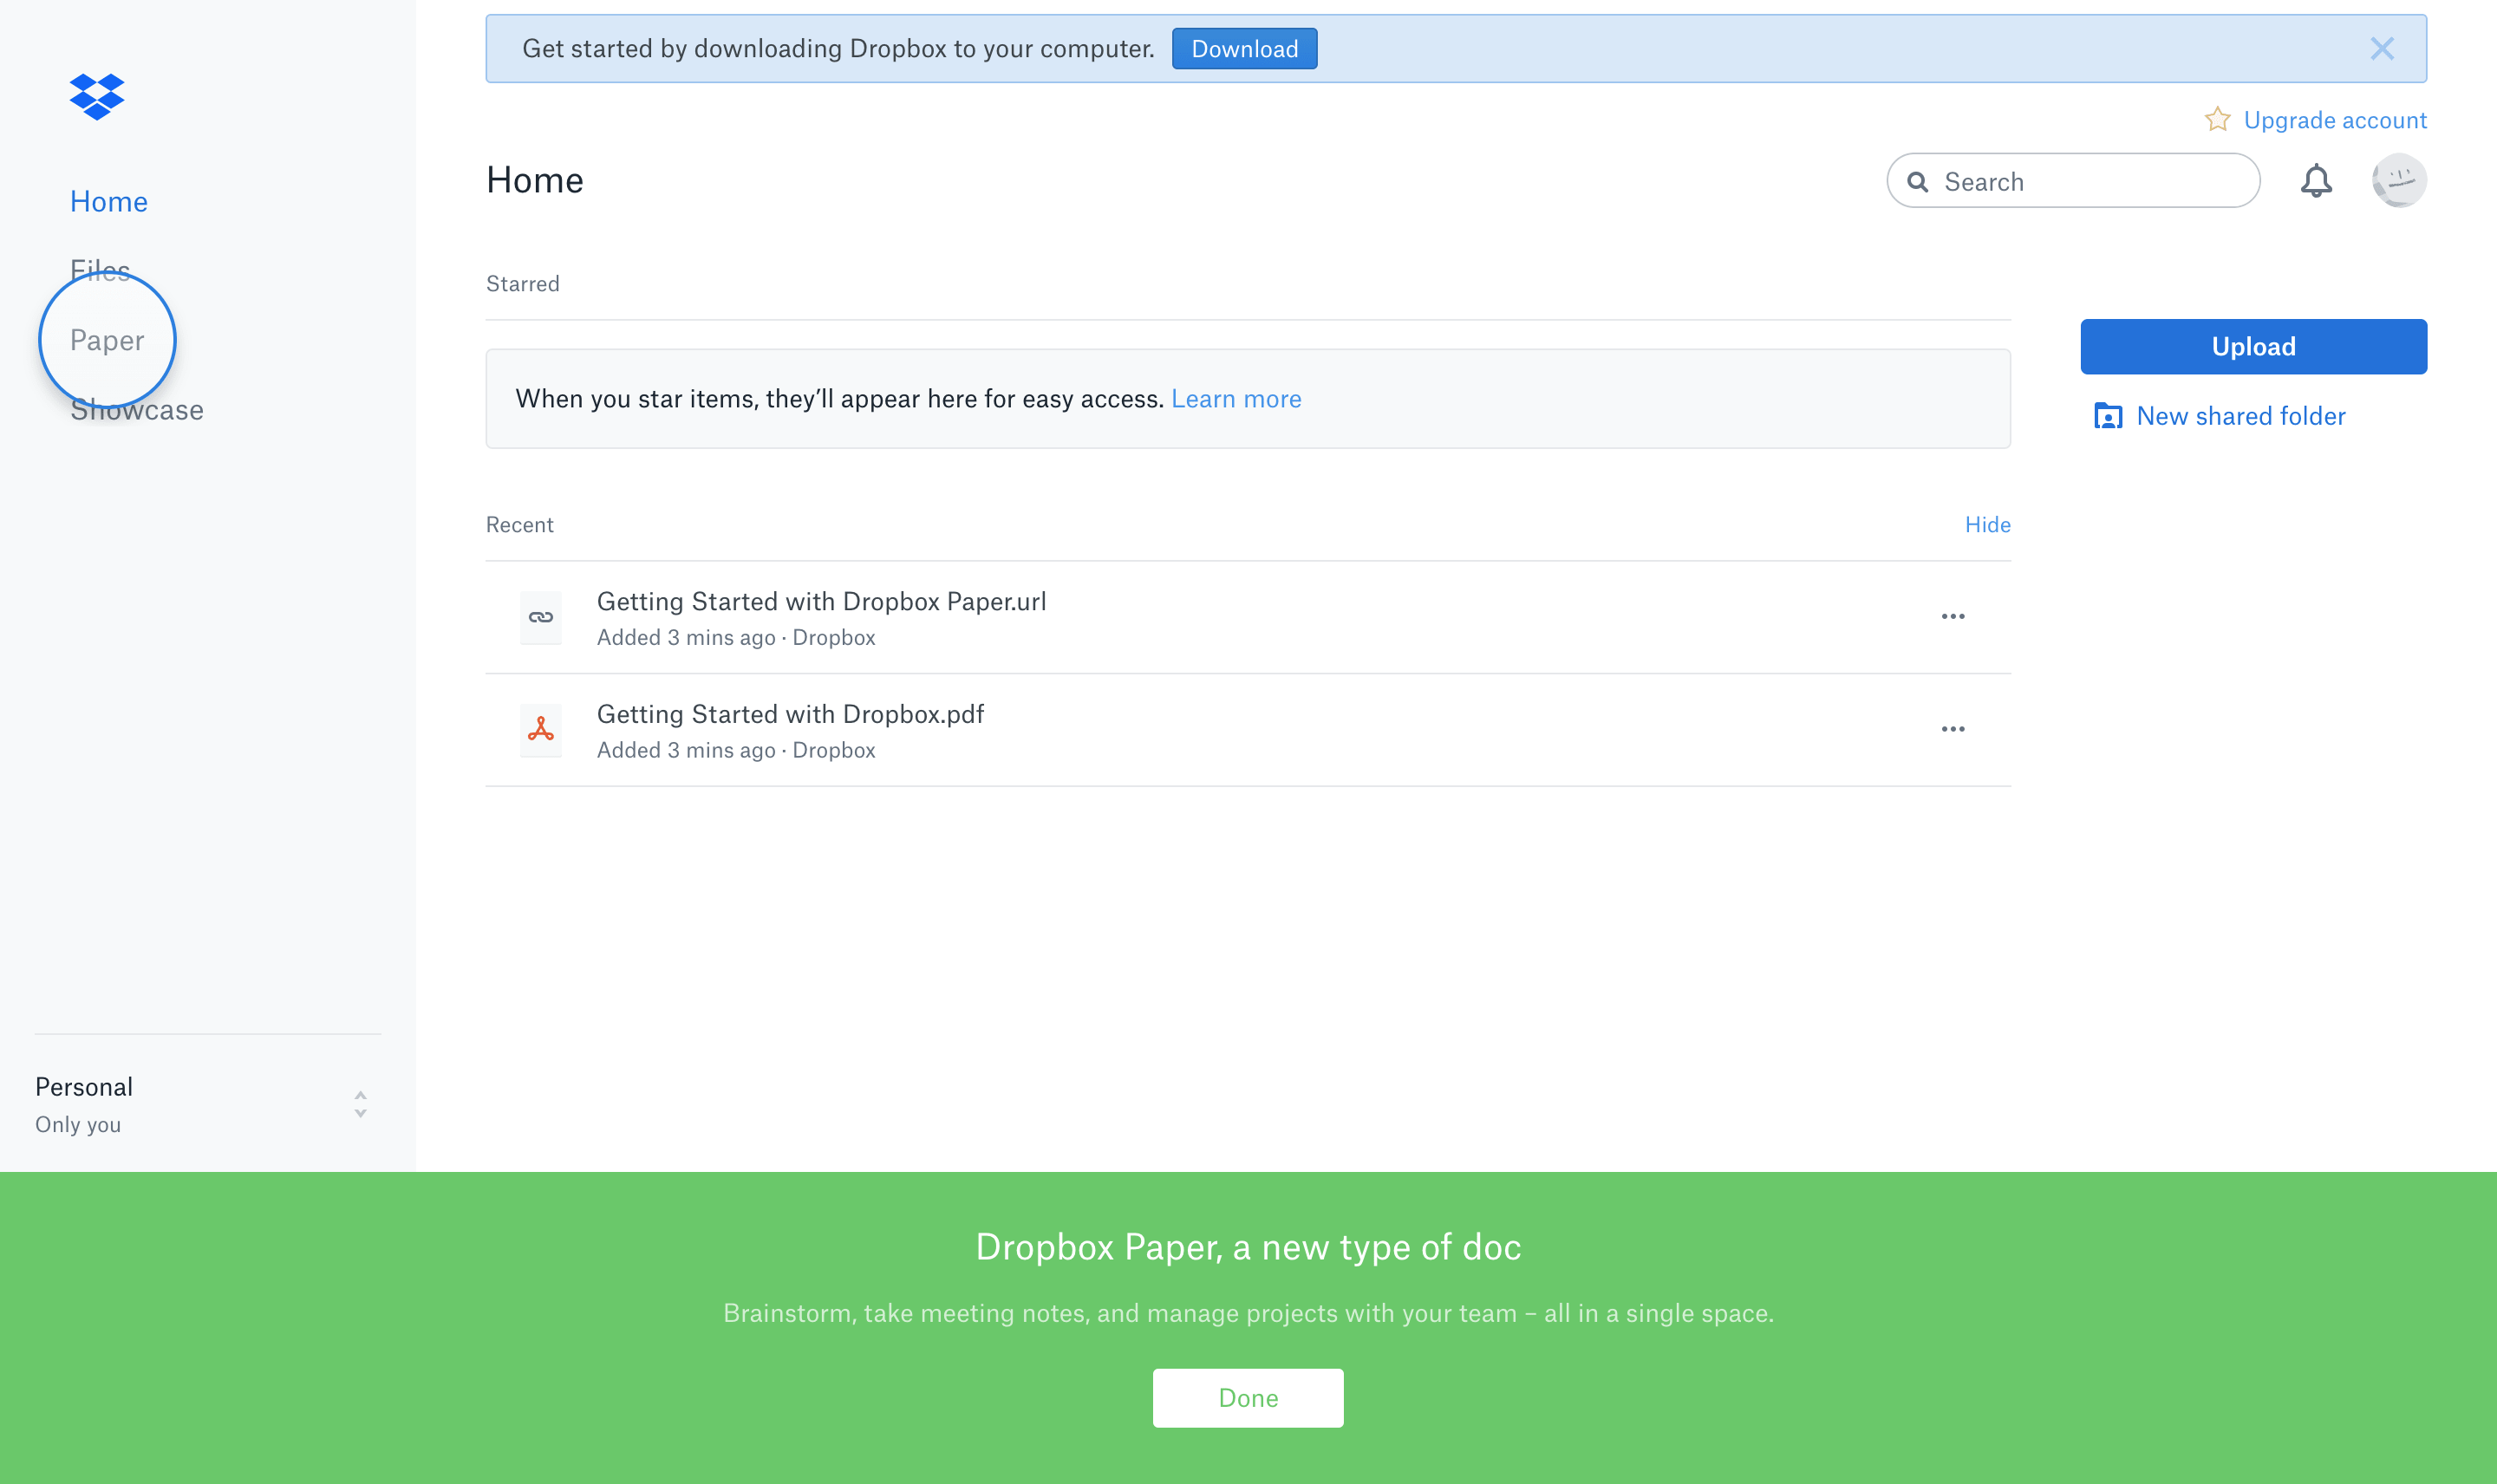 Get started by downloading Dropbox to your computer. Download
Upgrade account
Home
Search
Home
Files
Paper
Showcase
Starred
When you star items, they’ll appear here for easy access. Learn more
Upload
New shared folder
Recent Hide
Getting Started with Dropbox Paper.url
Added 3 mins ago · Dropbox
Getting Started with Dropbox.pdf
Added 3 mins ago · Dropbox
Personal
Only you
Dropbox Paper, a new type of doc
Brainstorm, take meeting notes, and manage projects with your team – all in a single space.
Done